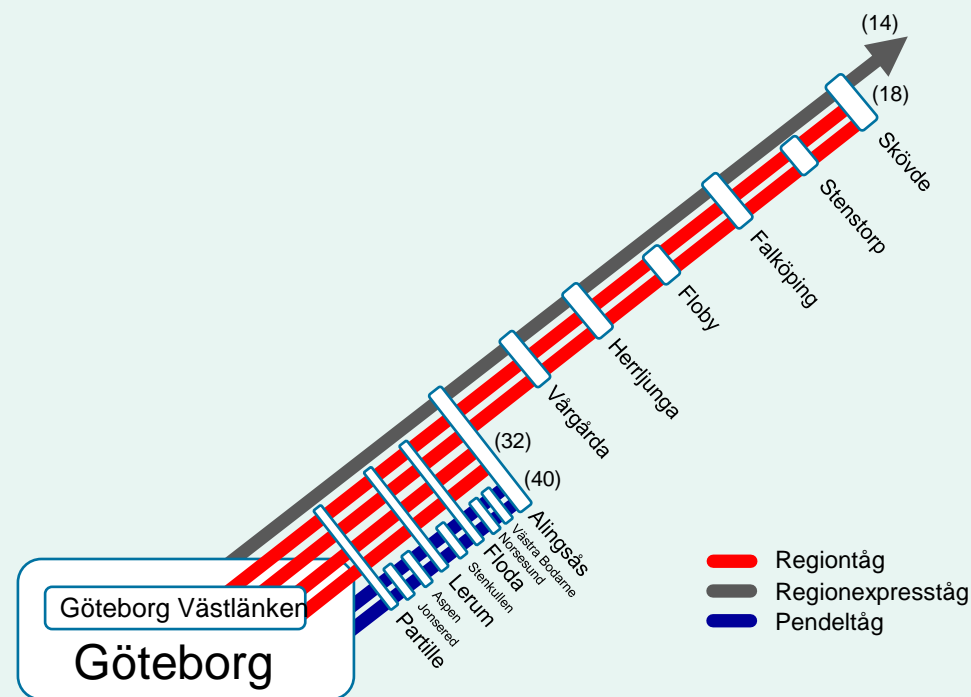 (14)
(18)
Skövde
Stenstorp
Falköping
Floby
Herrljunga
Vårgårda
(32)
(40)
Alingsås
Västra Bodarne
Norsesund
Floda
Stenkullen
Lerum
Aspen
Jonsered
Partille
Göteborg Västlänken
Göteborg
Regiontåg
Regionexpresståg
Pendeltåg